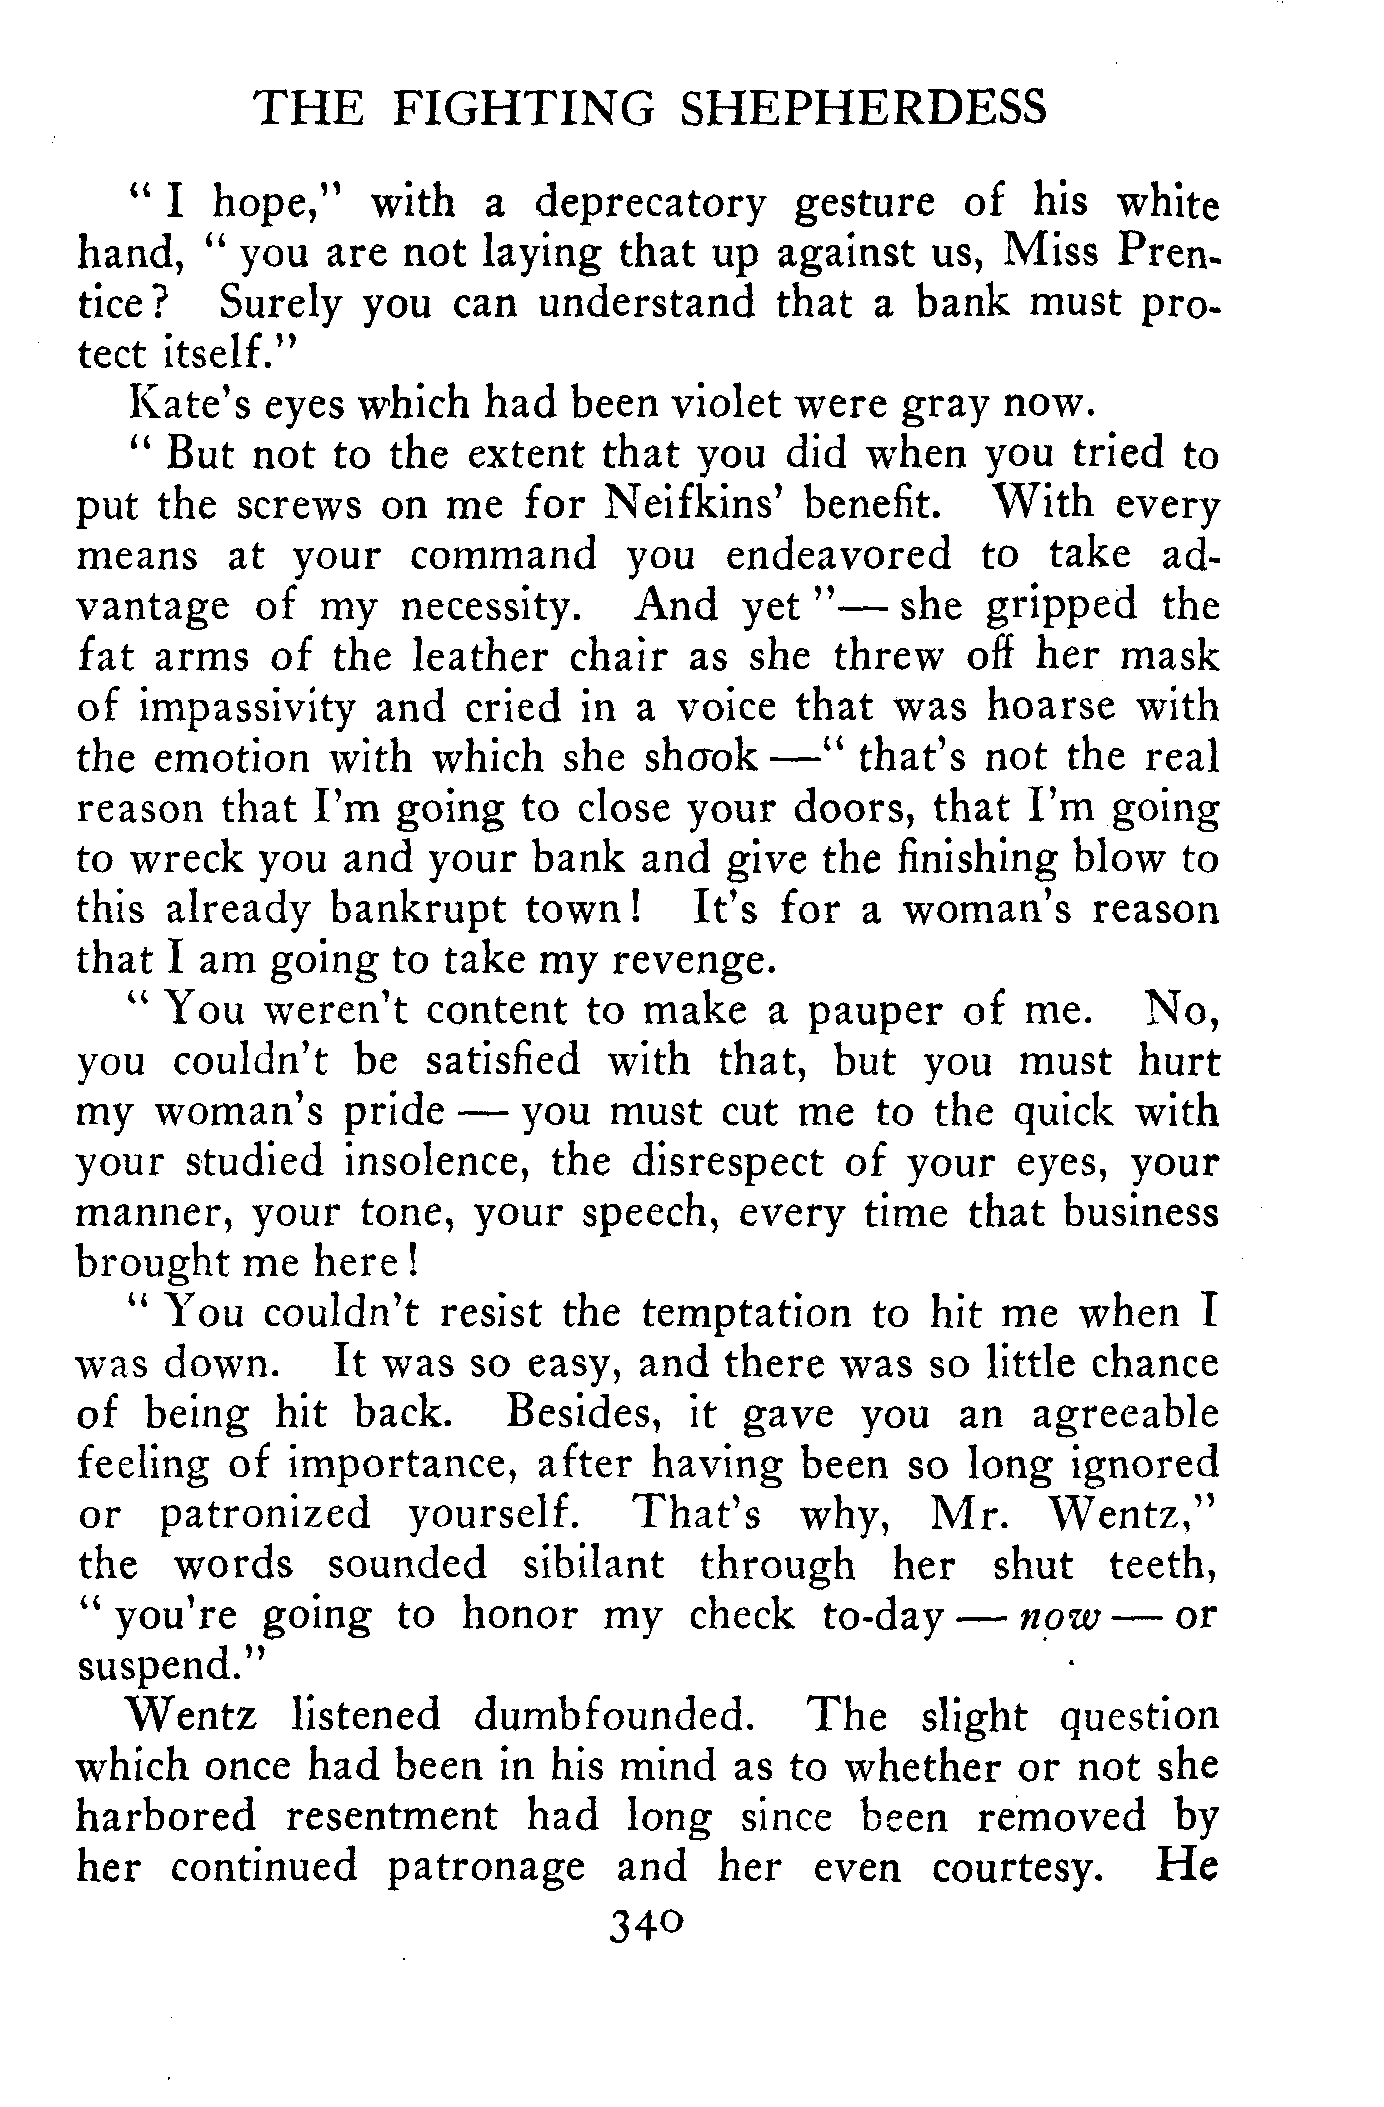 THE FIGHTING SHEPHERDESS
" I hope," with a deprecatory gesture of his white
hand, " you are not laying that up against us, Miss Pren-
tice? Surely you can understand that a bank must pro-
tect itself."
Kate's eyes which had been violet were gray now.
" But not to the extent that you did when you tried to
put the screws on me for Neifkins' benefit. With every
means at your command you endeavored to take ad-
vantage of my necessity. And yet "— she gripped the
fat arms of the leather chair as she threw off her mask
of impassivity and cried in a voice that was hoarse with
the emotion with which she shook —" that's not the real
reason that I'm going to close your doors, that I'm going
to wreck you and your bank and give the finishing blow to
this already bankrupt town! It's for a woman's reason
that I am going to take my revenge.
" You weren't content to make a pauper of me. No,
you couldn't be satisfied with that, but you must hurt
my woman's pride — you must cut me to the quick with
your studied insolence, the disrespect of your eyes, your
manner, your tone, your speech, every time that business
brought me here!
" You couldn't resist the temptation to hit me when I
was down. It was so easy, and there was so little chance
of being hit back. Besides, it gave you an agreeable
feeling of importance, after having been so long ignored
or patronized yourself. That's why, Mr. Wentz,"
the words sounded sibilant through her shut teeth,
" you're going to honor my check to-day — now — or
suspend."
Wentz listened dumbfounded. The slight question
which once had been in his mind as to whether or not she
harbored resentment had long since been removed by
her continued patronage and her even courtesy. He
340